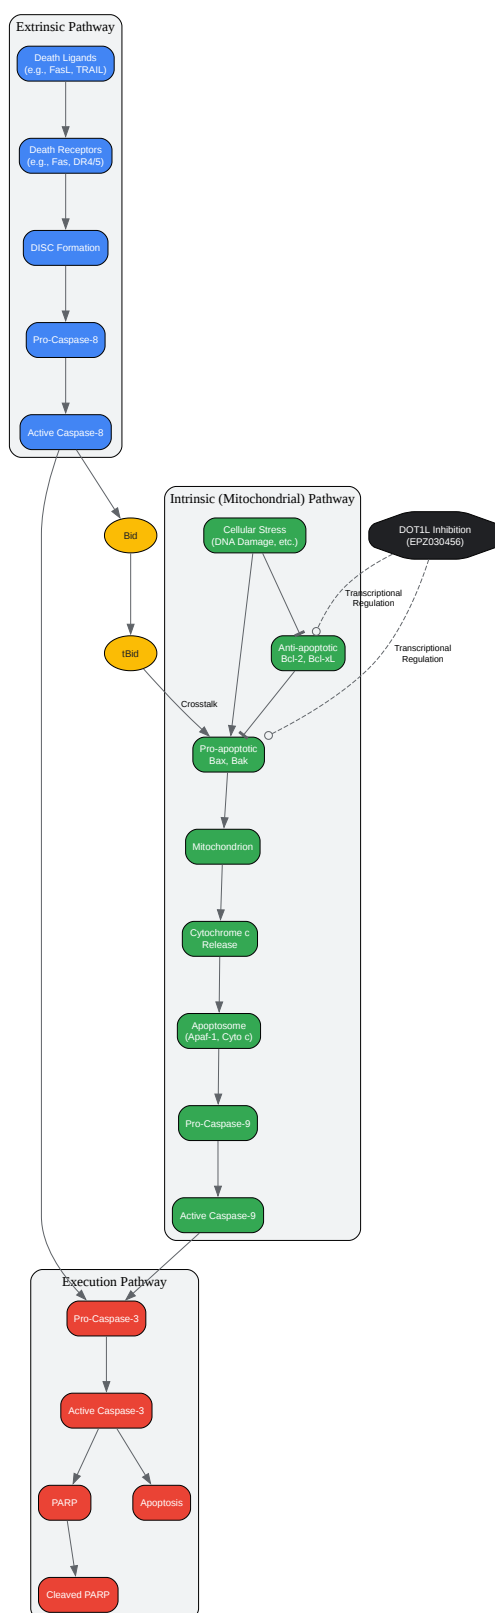 Extrinsic Pathway
Death Ligands
(e.g., FasL, TRAIL)
Death Receptors
(e.g., Fas, DR4/5)
DISC Formation
Pro-Caspase-8
Active Caspase-8
Bid
tBid
Crosstalk
Intrinsic (Mitochondrial) Pathway
Cellular Stress
(DNA Damage, etc.)
DOT1L Inhibition
(EPZ030456)
Transcriptional
Regulation
Anti-apoptotic
Bcl-2, Bcl-xL
Transcriptional
Regulation
Pro-apoptotic
Bax, Bak
Mitochondrion
Cytochrome c
Release
Apoptosome
(Apaf-1, Cyto c)
Pro-Caspase-9
Active Caspase-9
Execution Pathway
Pro-Caspase-3
Active Caspase-3
PARP
Apoptosis
Cleaved PARP